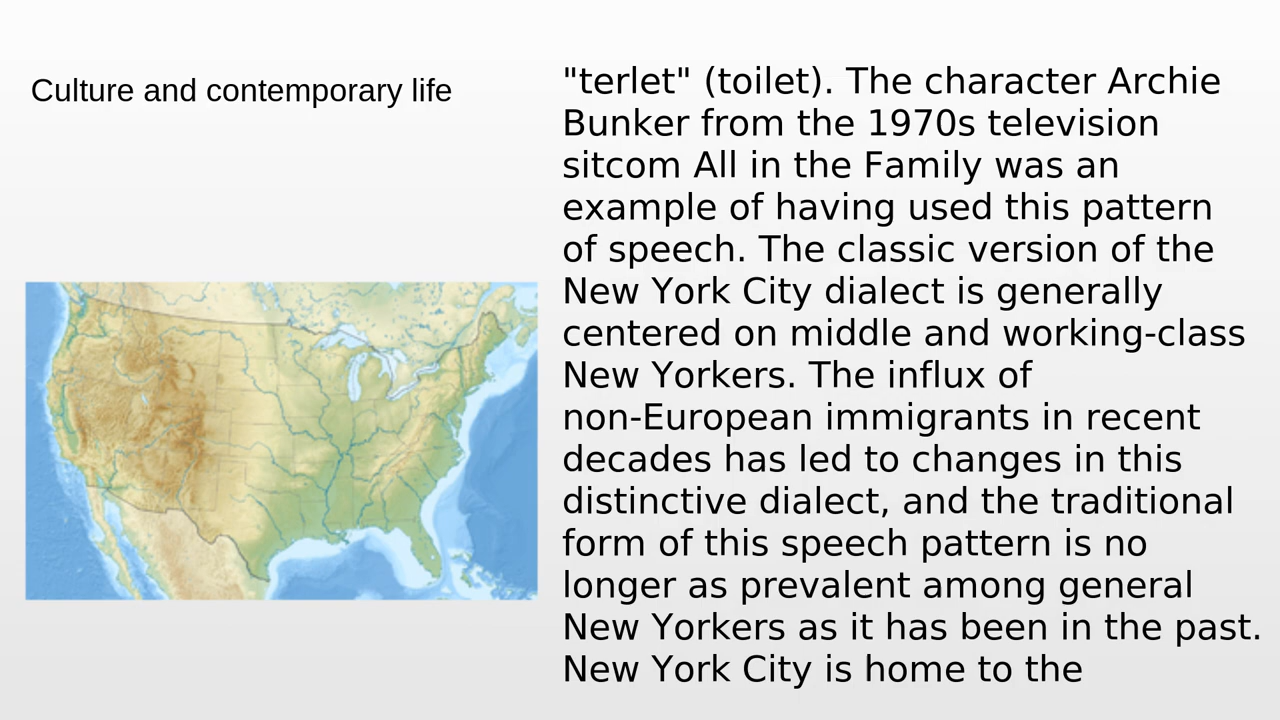 Culture and contemporary life
"terlet" (toilet). The character Archie
Bunker from the 1970s television
sitcom All in the Family was an
example of having used this pattern
of speech. The classic version of the
New York City dialect is generally
centered on middle and working-class
New Yorkers. The influx of
non-European immigrants in recent
decades has led to changes in this
distinctive dialect, and the traditional
form of this speech pattern is no
longer as prevalent among general
New Yorkers as it has been in the past.
New York City is home to the